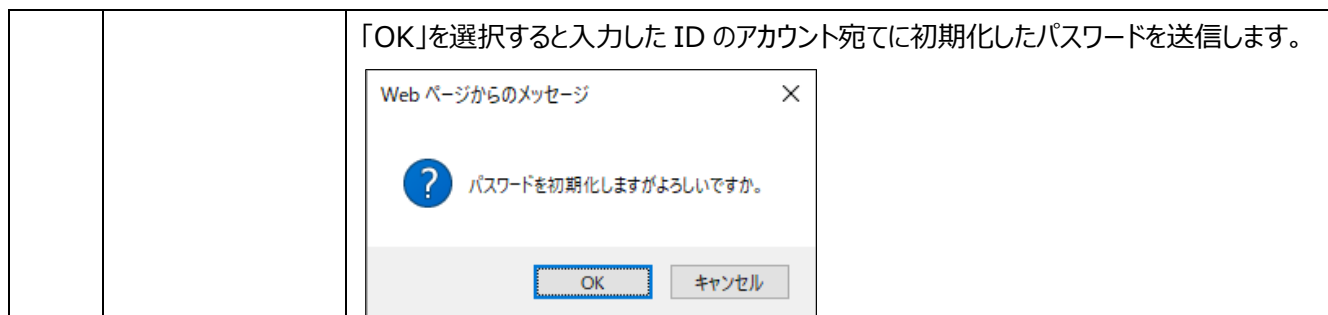 「OK」を選択すると入力した ID のアカウント宛てに初期化したパスワードを送信します。
Web ページからのメッセージ
?
パスワードを初期化しますがよろしいですか。
OK キャンセル